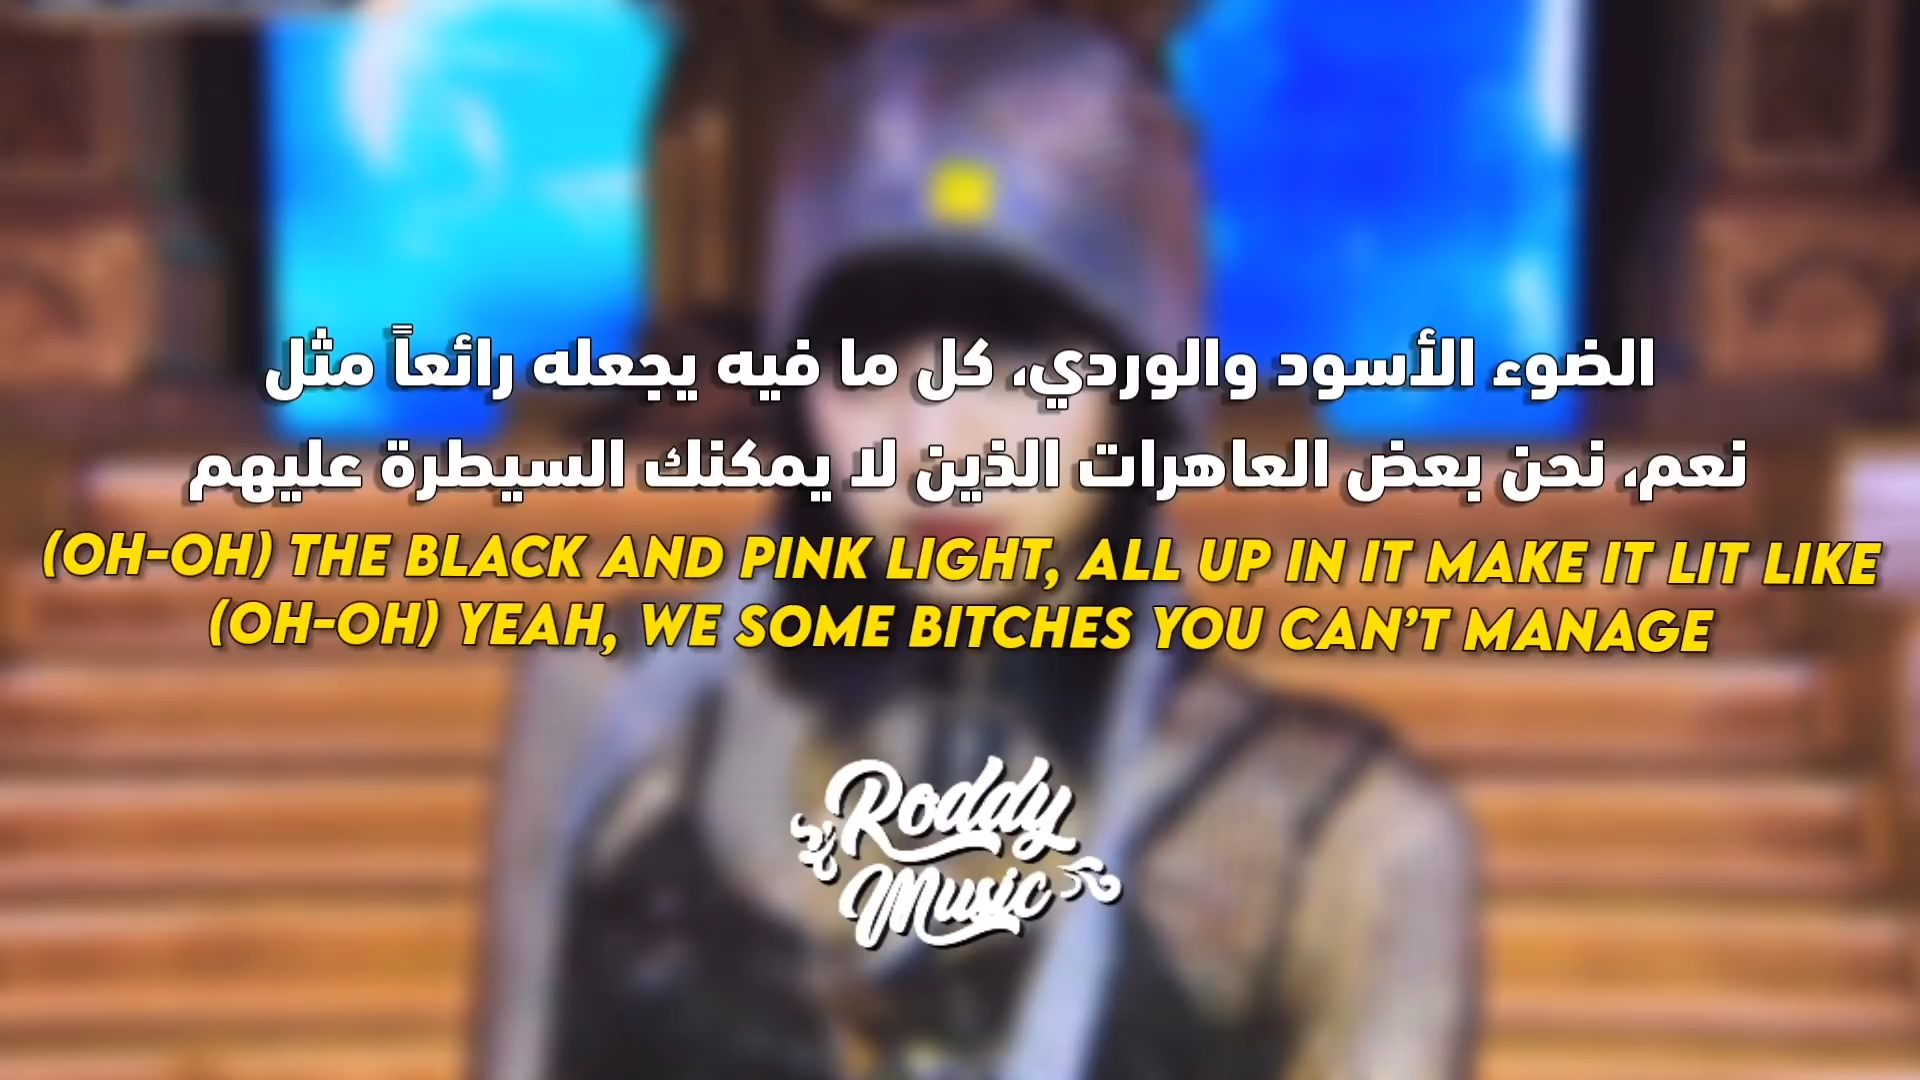 الضوء الأسود والوردي، كل ما فيه يجعله رائعاً مثل
نعم، نحن بعض العاهرات الذين لا يمكنك السيطرة عليهم
(OH-OH) THE BLACK AND PINK LIGHT, ALL UP IN IT MAKE IT LIT LIKE
(OH-OH) YEAH, WE SOME BITCHES YOU CAN'T MANAGE
Roddy
Music